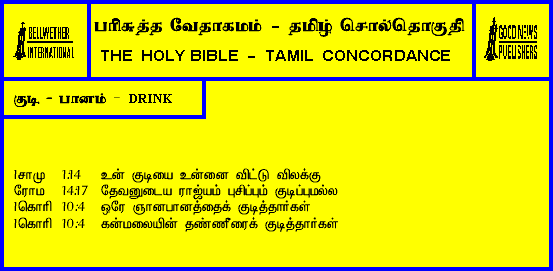 BELLWETHER
INTERNATIONAL
பரிசுத்த வேதாகமம் - தமிழ் சொல்தொகுதி
THE HOLY BIBLE - TAMIL CONCORDANCE
GOOD NEWS
PUBLISHERS
குடி - பானம் - DRINK
1சாமு 1:14 உன் குடியை உன்னை விட்டு விலக்கு
ரோம 14:17 தேவனுடைய ராஜ்யம் புசிப்பும் குடிப்புமல்ல
1கொரி 10:4 ஒரே ஞானபானத்தைக் குடித்தார்கள்
1கொரி 10:4 கன்மலையின் தண்ணீரைக் குடித்தார்கள்